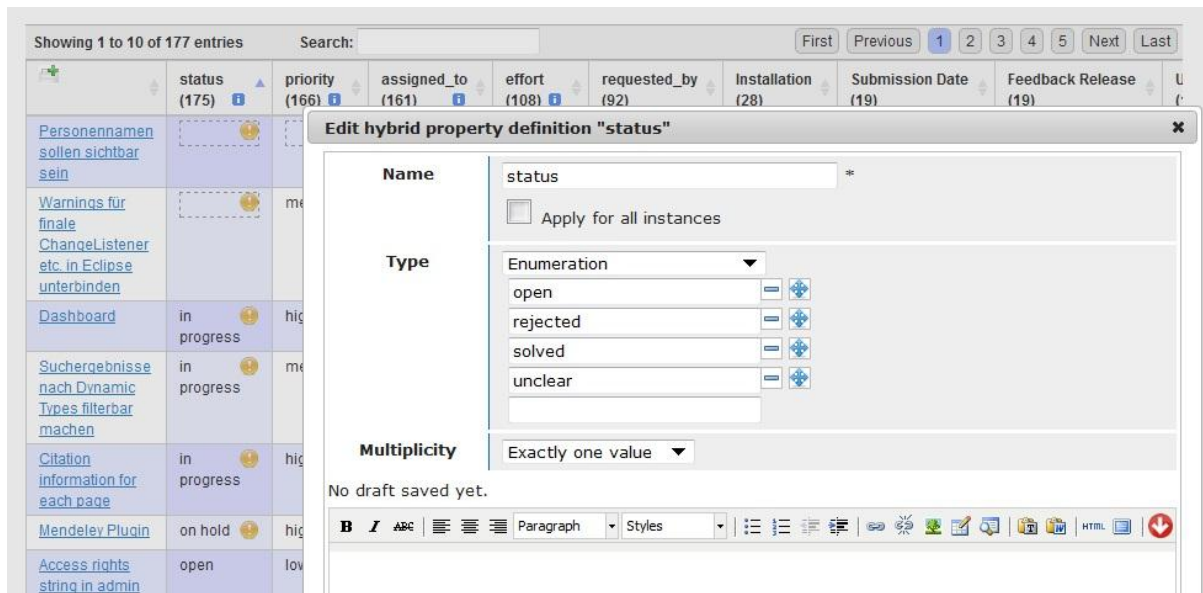 Showing 1 to 10 of 177 entries Search: First Previous 1 2 3 4 5 Next Last
status (175) priority (166) assigned_to (161) effort (108) requested_by (92) Installation (28) Submission Date (19) Feedback Release (19)
Personennamen
sollen sichtbar
sein
Warnings für
finale
ChangeListener
etc. in Eclipse
unterbinden
Dashboard
in
progress
Suchergebnisse
nach Dynamic
Types filterbar
machen
in
progress
Citation
information for
each page
in
progress
Mendeley Plugin
on hold
Access rights
string in admin
open
Edit hybrid property definition "status"
Name
status *
Apply for all instances
Type
Enumeration
open
rejected
solved
unclear
Multiplicity
Exactly one value
No draft saved yet.
B I ABC Paragraph Styles HTML